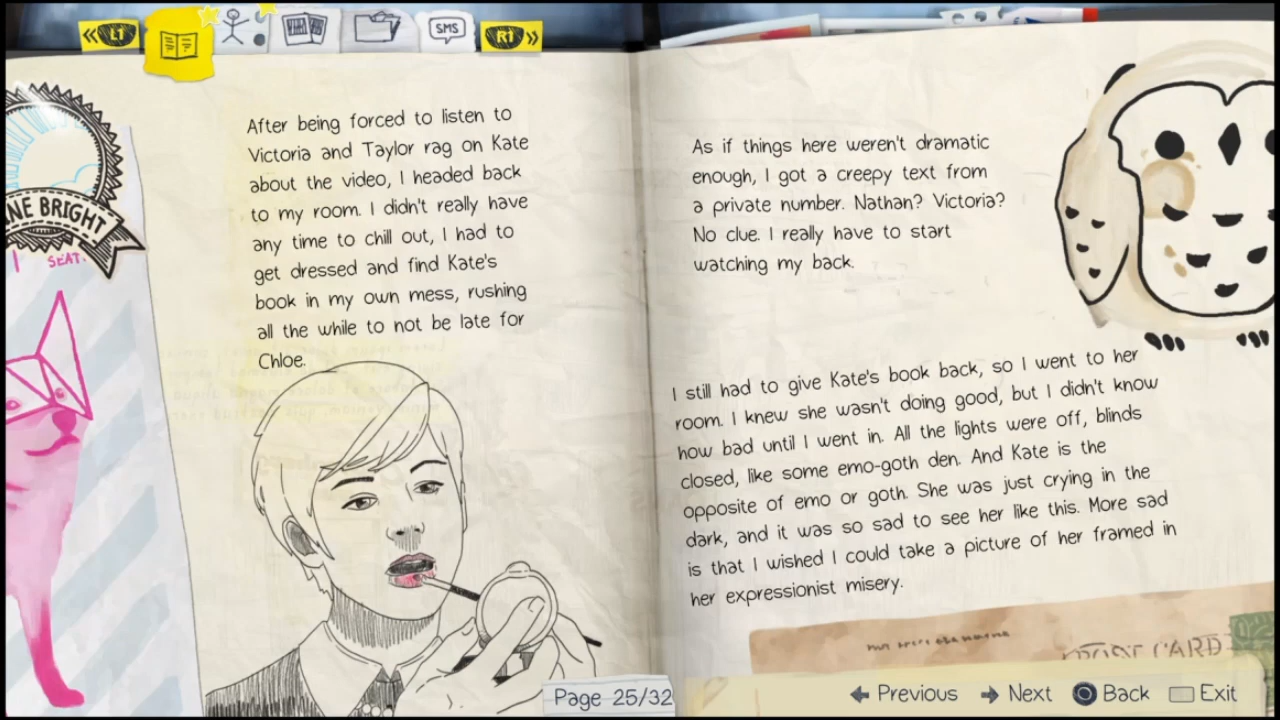 L1
SMS
R1
After being forced to listen to
Victoria and Taylor rag on Kate
about the video, I headed back
to my room. I didn't really have
any time to chill out, I had to
get dressed and find Kate's
book in my own mess, rushing
all the while to not be late for
Chloe.
NE BRIGHT
SEAT
As if things here weren't dramatic
enough, I got a creepy text from
a private number. Nathan? Victoria?
No clue. I really have to start
watching my back.
I still had to give Kate's book back, so I went to her
room. I knew she wasn't doing good, but I didn't know
how bad until I went in. All the lights were off, blinds
closed, like some emo-goth den. And Kate is the
opposite of emo or goth. She was just crying in the
dark, and it was so sad to see her like this. More sad
is that I wished I could take a picture of her framed in
her expressionist misery.
POST CARD
Page 25/32
Previous Next Back Exit